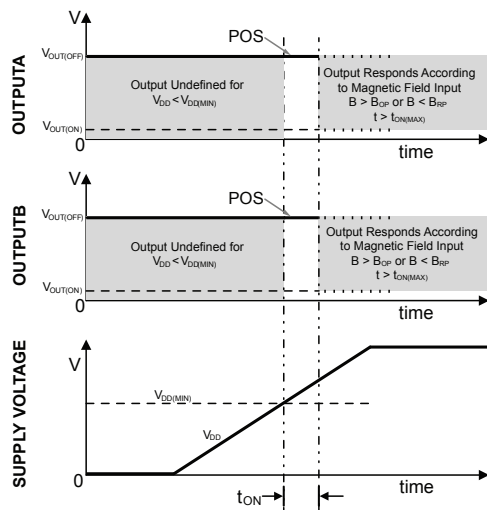 V
POS
OUTPUTA
VOUT(OFF)
Output Undefined for
VDD < VDD(MIN)
Output Responds According
to Magnetic Field Input
B > BOP or B < BRP
t > tON(MAX)
VOUT(ON)
0
time
V
POS
OUTPUTB
VOUT(OFF)
Output Undefined for
VDD < VDD(MIN)
Output Responds According
to Magnetic Field Input
B > BOP or B < BRP
t > tON(MAX)
VOUT(ON)
0
time
SUPPLY VOLTAGE
V
VDD(MIN)
VDD
0
time
tON